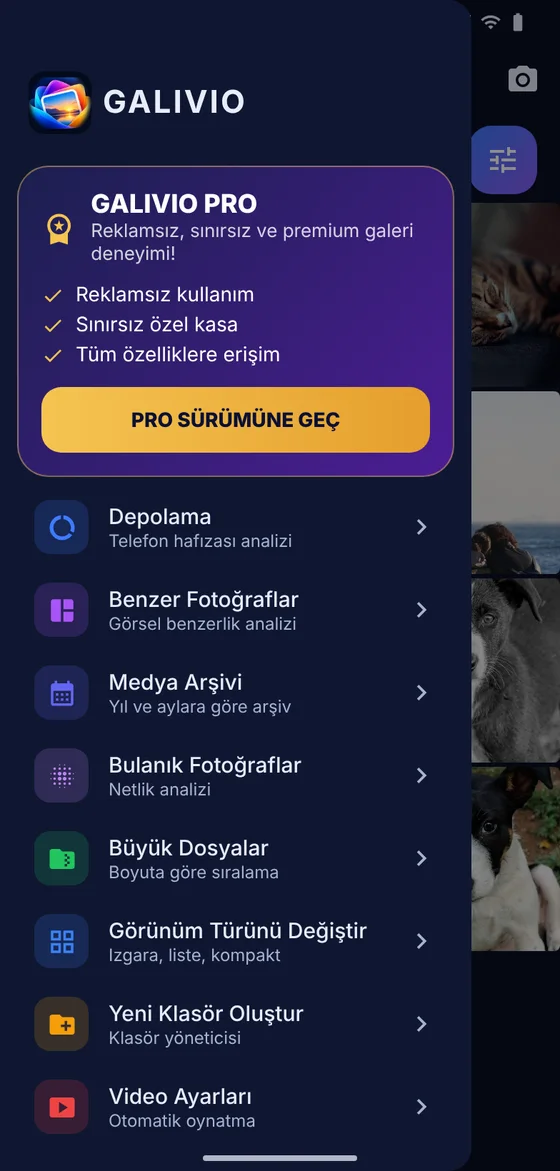 GALIVIO
GALIVIO PRO
Reklamsız, sınırsız ve premium galeri
deneyimi!
Reklamsız kullanım
Sınırsız özel kasa
Tüm özelliklere erişim
PRO SÜRÜMÜNE GEÇ
Depolama
Telefon hafızası analizi
Benzer Fotoğraflar
Görsel benzerlik analizi
Medya Arşivi
Yıl ve aylara göre arşiv
Bulanık Fotoğraflar
Netlik analizi
Büyük Dosyalar
Boyuta göre sıralama
Görünüm Türünü Değiştir
Izgara, liste, kompakt
Yeni Klasör Oluştur
Klasör yöneticisi
Video Ayarları
Otomatik oynatma